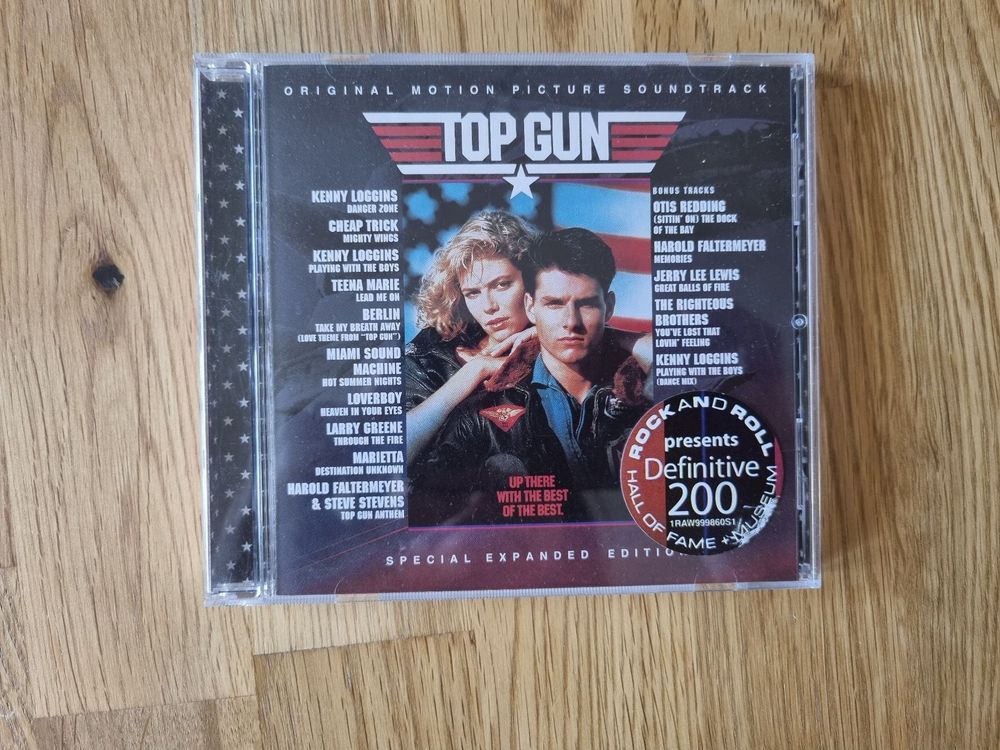 ORIGINAL MOTION PICTURE SOUNDTRACK
TOP GUN
KENNY LOGGINS
DANGER ZONE
CHEAP TRICK
MIGHTY WINGS
KENNY LOGGINS
PLAYING WITH THE BOYS
TEENA MARIE
LEAD ME ON
BERLIN
TAKE MY BREATH AWAY
(LOVE THEME FROM "TOP GUN")
MIAMI SOUND
MACHINE
HOT SUMMER NIGHTS
LOVERBOY
HEAVEN IN YOUR EYES
LARRY GREENE
THROUGH THE FIRE
MARIETTA
DESTINATION UNKNOWN
HAROLD FALTERMEYER
& STEVE STEVENS
TOP GUN ANTHEM
BONUS TRACKS
OTIS REDDING
(SITTIN' ON) THE DOCK
OF THE BAY
HAROLD FALTERMEYER
MEMORIES
JERRY LEE LEWIS
GREAT BALLS OF FIRE
THE RIGHTEOUS
BROTHERS
YOU'VE LOST THAT
LOVIN' FEELING
KENNY LOGGINS
PLAYING WITH THE BOYS
(DANCE MIX)
UP THERE
WITH THE BEST
OF THE BEST.
ROCK AND ROLL
presents
Definitive
200
1RAW999860S1
HALL OF FAME + MUSEUM
SPECIAL EXPANDED EDITION